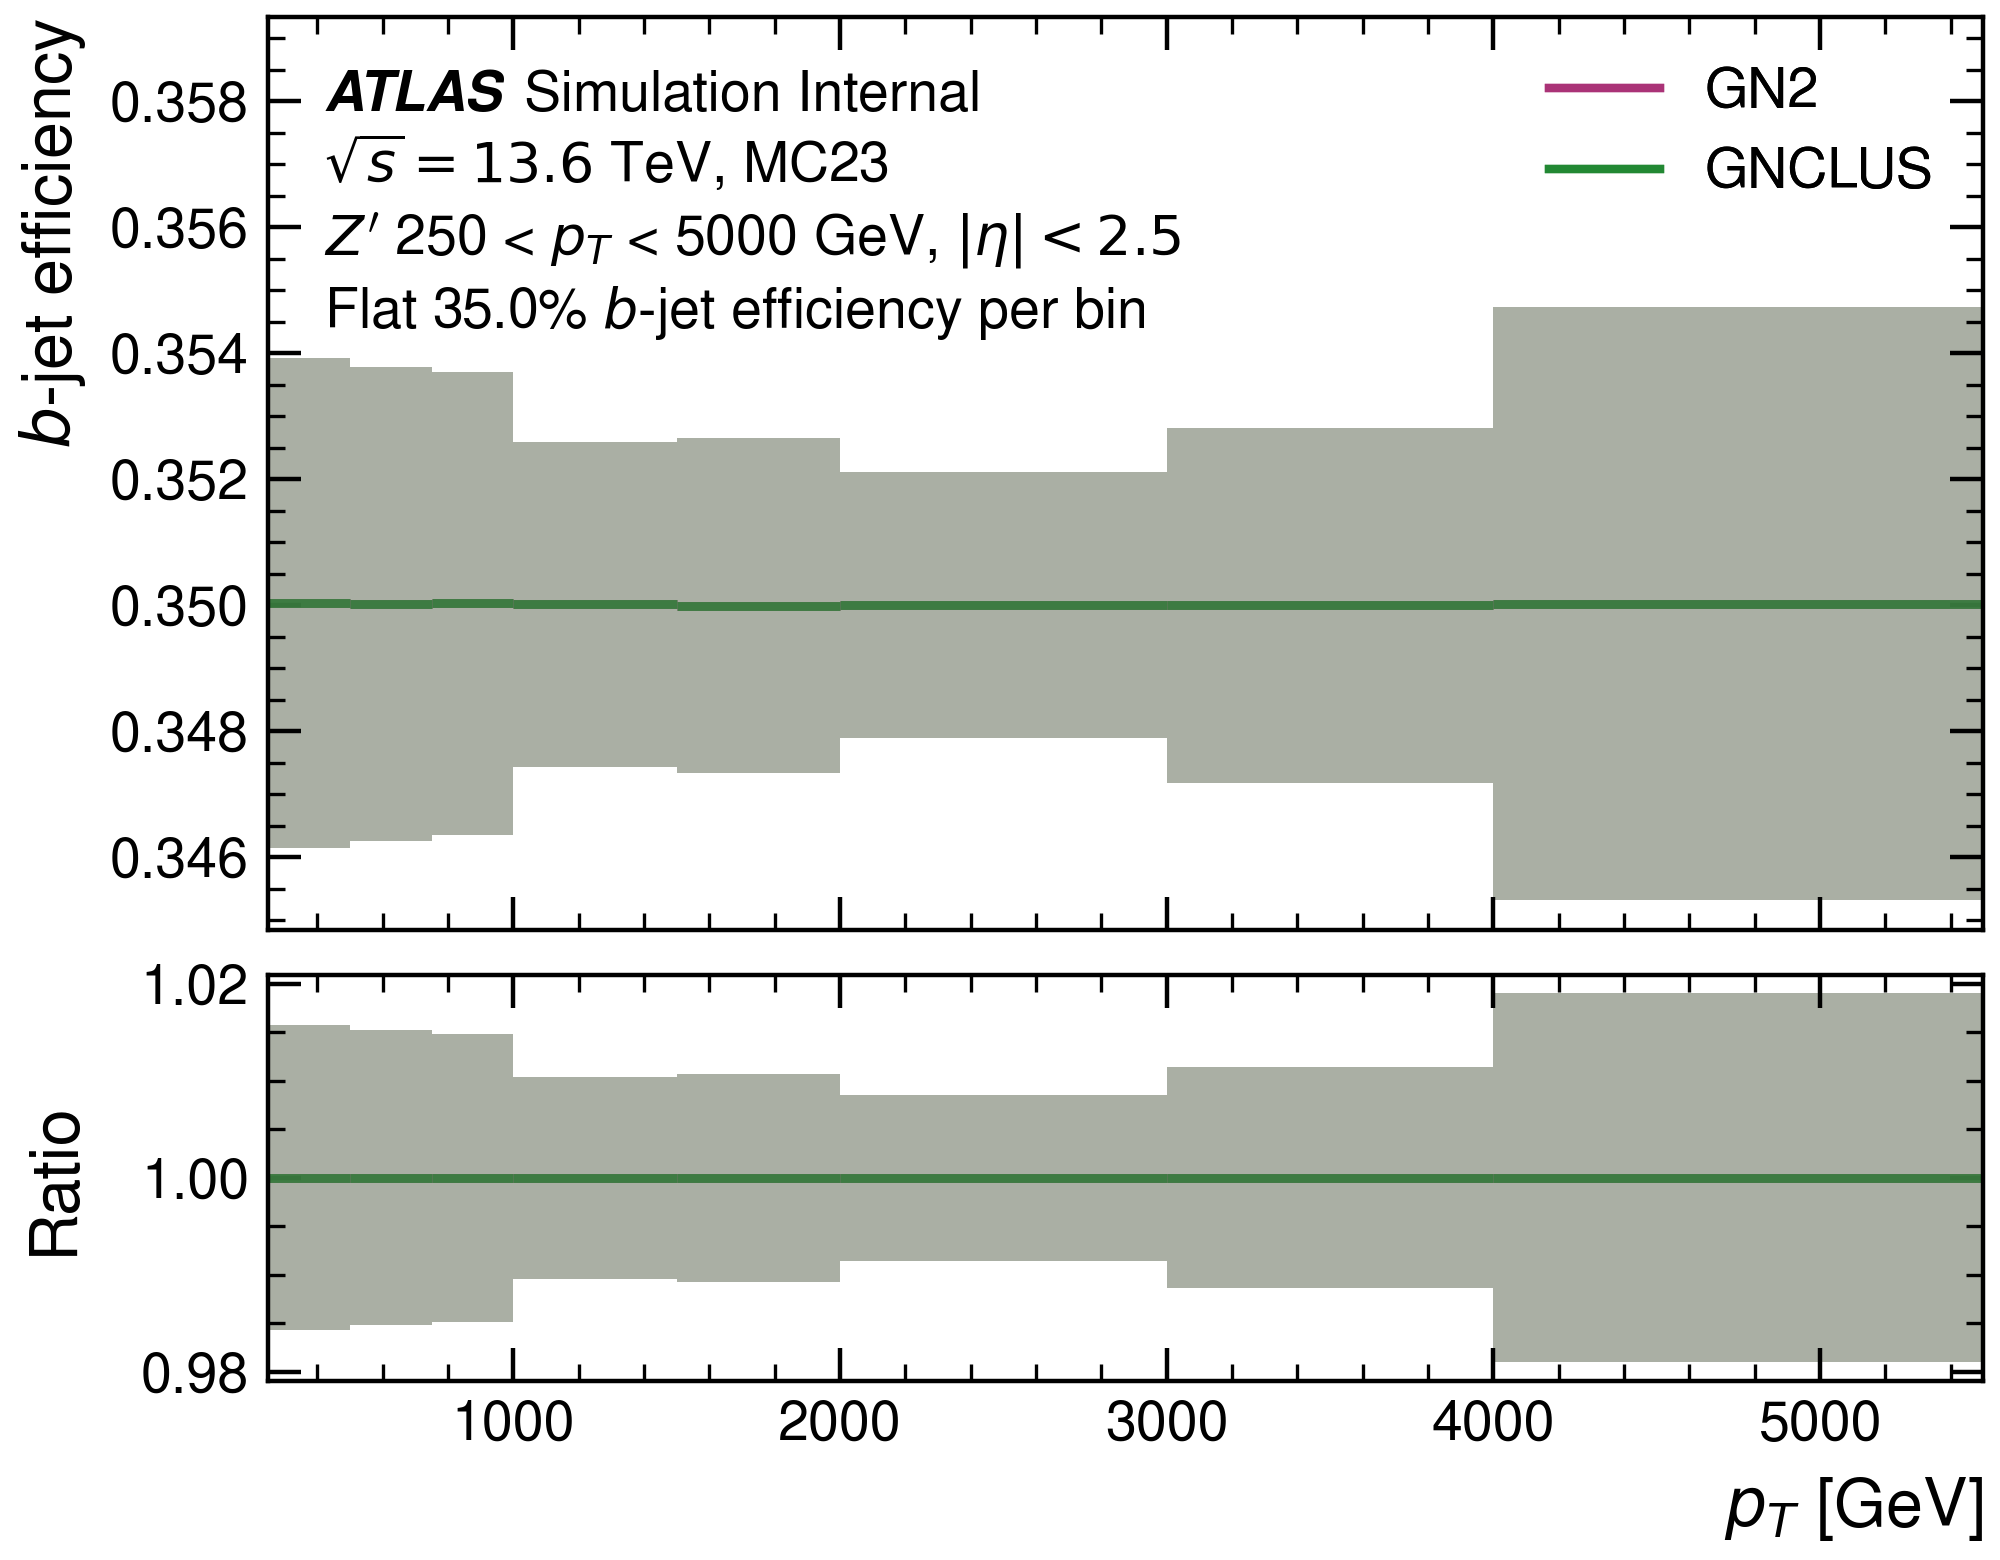 b-jet efficiency
0.358
0.356
0.354
0.352
0.350
0.348
0.346
ATLAS Simulation Internal
√s = 13.6 TeV, MC23
Z′ 250 < p_T < 5000 GeV, |η| < 2.5
Flat 35.0% b-jet efficiency per bin
GN2
GNCLUS
Ratio
1.02
1.00
0.98
1000 2000 3000 4000 5000
p_T [GeV]